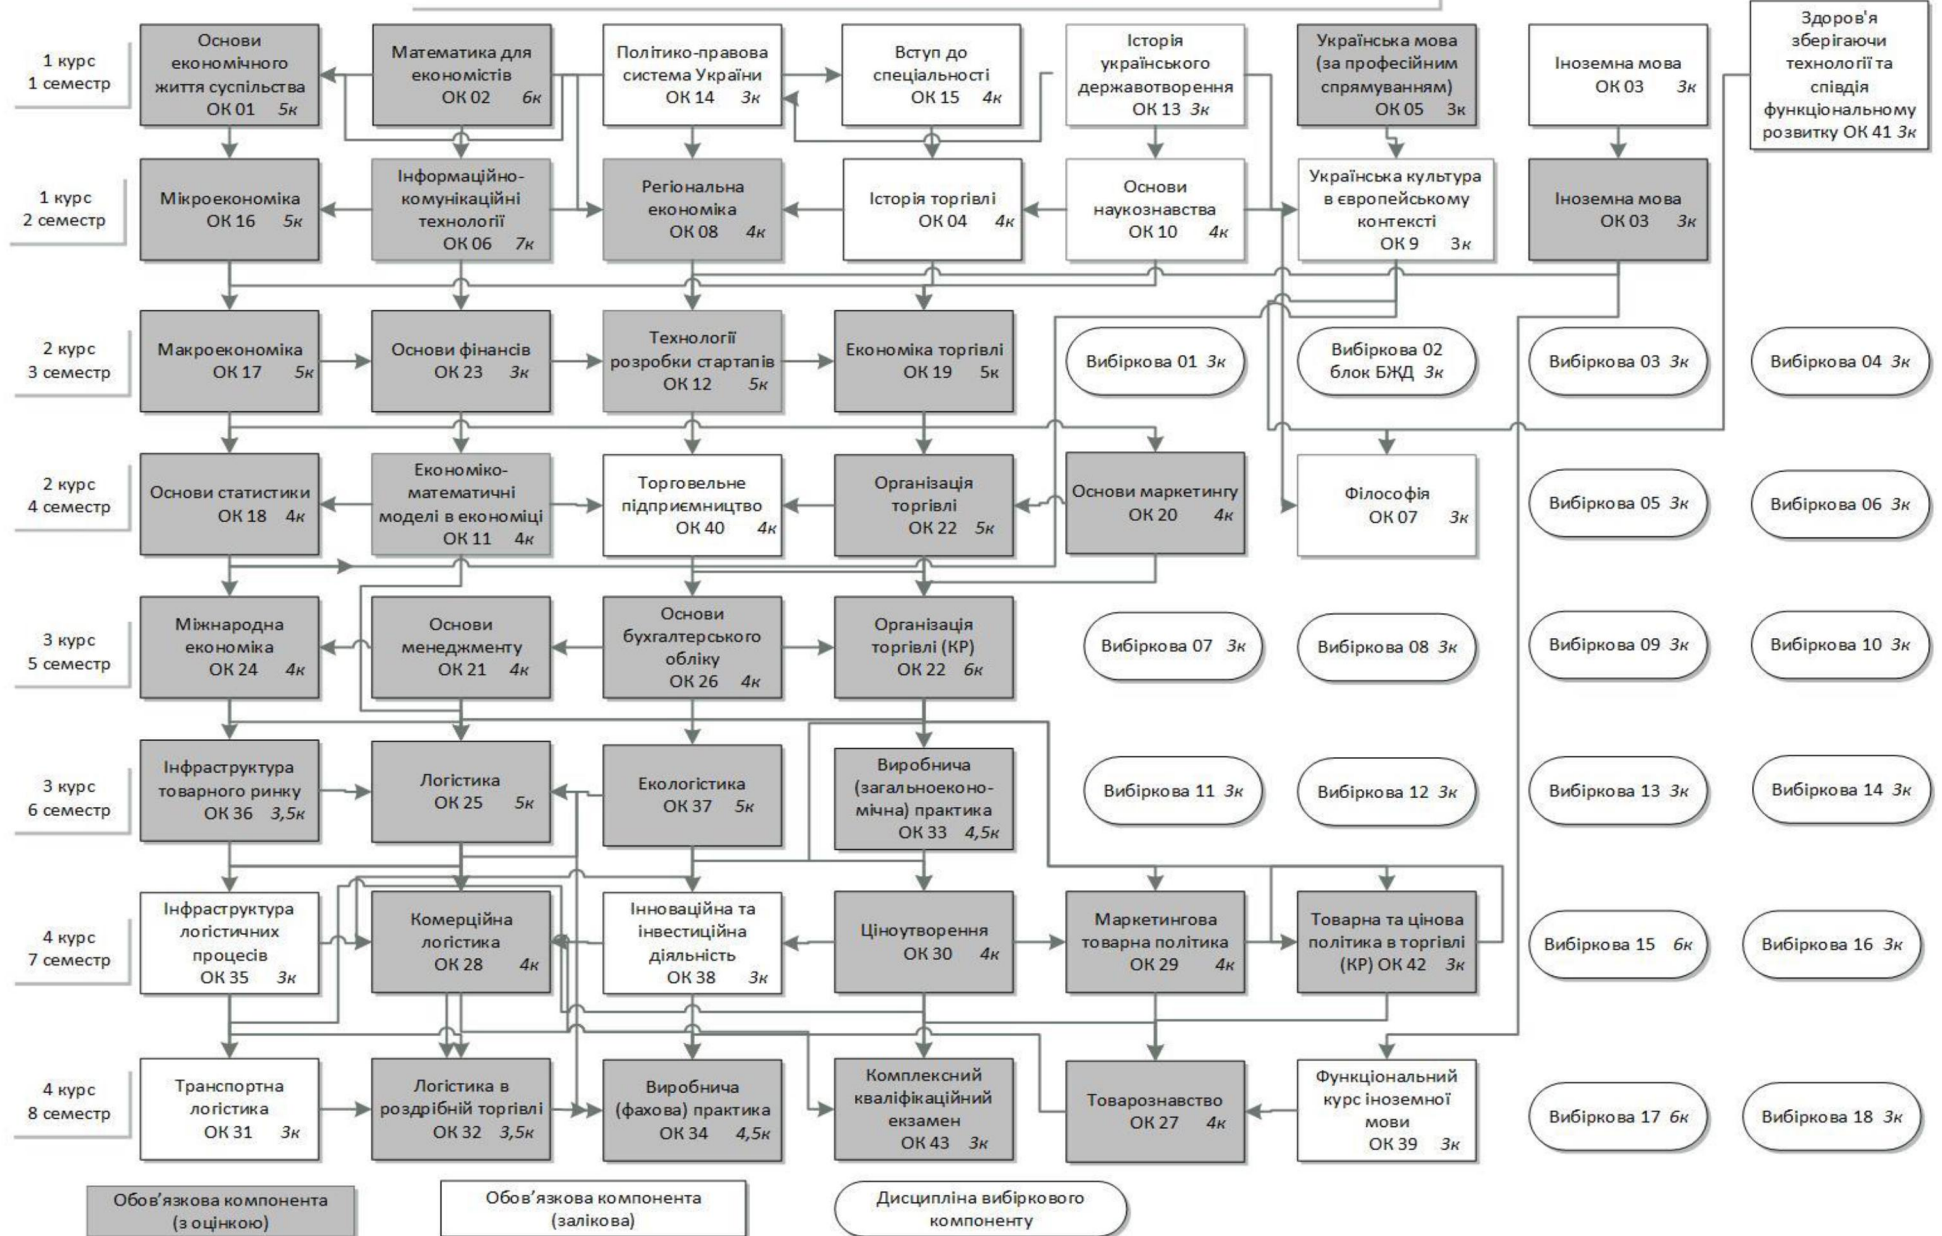 1 курс
1 семестр
Основи
економічного
життя суспільства
ОК 01 5к
Математика для
економістів
ОК 02 6к
Політико-правова
система України
ОК 14 3к
Вступ до
спеціальності
ОК 15 4к
Історія
українського
державотворення
ОК 13 3к
Українська мова
(за професійним
спрямуванням)
ОК 05 3к
Іноземна мова
ОК 03 3к
Здоров'я
зберігаючи
технології та
співдія
функціональному
розвитку ОК 41 3к
1 курс
2 семестр
Мікроекономіка
ОК 16 5к
Інформаційно-
комунікаційні
технології
ОК 06 7к
Регіональна
економіка
ОК 08 4к
Історія торгівлі
ОК 04 4к
Основи
наукознавства
ОК 10 4к
Українська культура
в європейському
контексті
ОК 9 3к
Іноземна мова
ОК 03 3к
2 курс
3 семестр
Макроекономіка
ОК 17 5к
Основи фінансів
ОК 23 3к
Технології
розробки стартапів
ОК 12 5к
Економіка торгівлі
ОК 19 5к
Вибіркова 01 3к
Вибіркова 02
блок БЖД 3к
Вибіркова 03 3к
Вибіркова 04 3к
2 курс
4 семестр
Основи статистики
ОК 18 4к
Економіко-
математичні
моделі в економіці
ОК 11 4к
Торговельне
підприємництво
ОК 40 4к
Організація
торгівлі
ОК 22 5к
Основи маркетингу
ОК 20 4к
Філософія
ОК 07 3к
Вибіркова 05 3к
Вибіркова 06 3к
3 курс
5 семестр
Міжнародна
економіка
ОК 24 4к
Основи
менеджменту
ОК 21 4к
Основи
бухгалтерського
обліку
ОК 26 4к
Організація
торгівлі (КР)
ОК 22 6к
Вибіркова 07 3к
Вибіркова 08 3к
Вибіркова 09 3к
Вибіркова 10 3к
3 курс
6 семестр
Інфраструктура
товарного ринку
ОК 36 3,5к
Логістика
ОК 25 5к
Екологістика
ОК 37 5к
Виробнича
(загальноеконо-
мічна) практика
ОК 33 4,5к
Вибіркова 11 3к
Вибіркова 12 3к
Вибіркова 13 3к
Вибіркова 14 3к
4 курс
7 семестр
Інфраструктура
логістичних
процесів
ОК 35 3к
Комерційна
логістика
ОК 28 4к
Інноваційна та
інвестиційна
діяльність
ОК 38 3к
Ціноутворення
ОК 30 4к
Маркетингова
товарна політика
ОК 29 4к
Товарна та цінова
політика в торгівлі
(КР) ОК 42 3к
Вибіркова 15 6к
Вибіркова 16 3к
4 курс
8 семестр
Транспортна
логістика
ОК 31 3к
Логістика в
роздрібній торгівлі
ОК 32 3,5к
Виробнича
(фахова) практика
ОК 34 4,5к
Комплексний
кваліфікаційний
екзамен
ОК 43 3к
Товарознавство
ОК 27 4к
Функціональний
курс іноземної
мови
ОК 39 3к
Вибіркова 17 6к
Вибіркова 18 3к
Обов'язкова компонента
(з оцінкою)
Обов'язкова компонента
(залікова)
Дисципліна вибіркового
компоненту